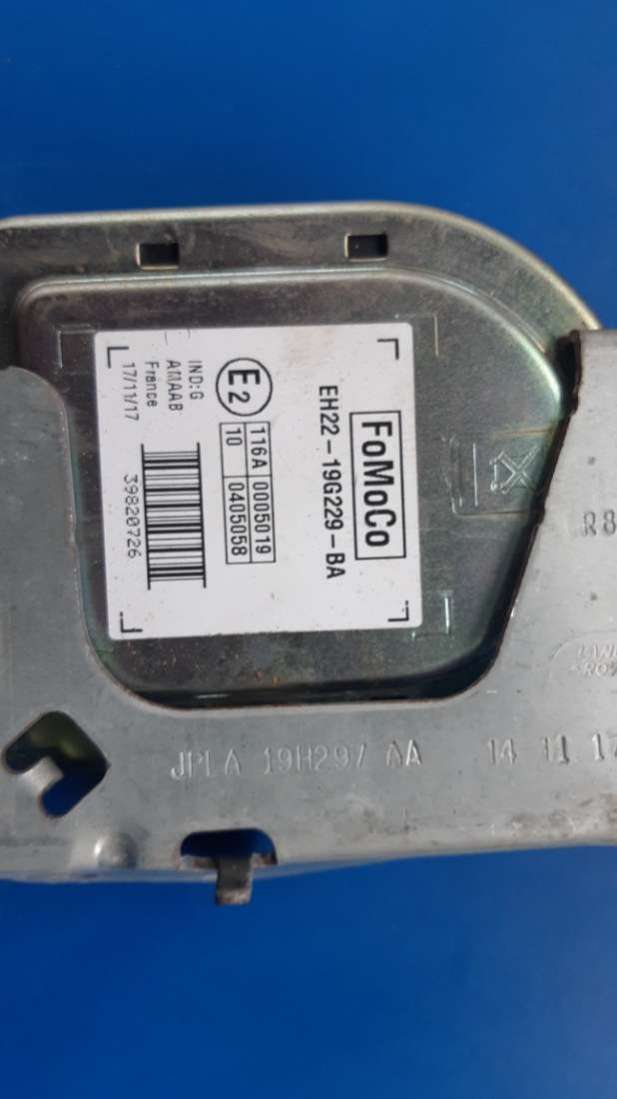 FoMoCo
EH22-19G229-BA
E2
116A 0005019
10 0405058
IND:G
AMAAB
France
17/11/17
39820726
R8
JPLA 19H297 AA 14 11 17